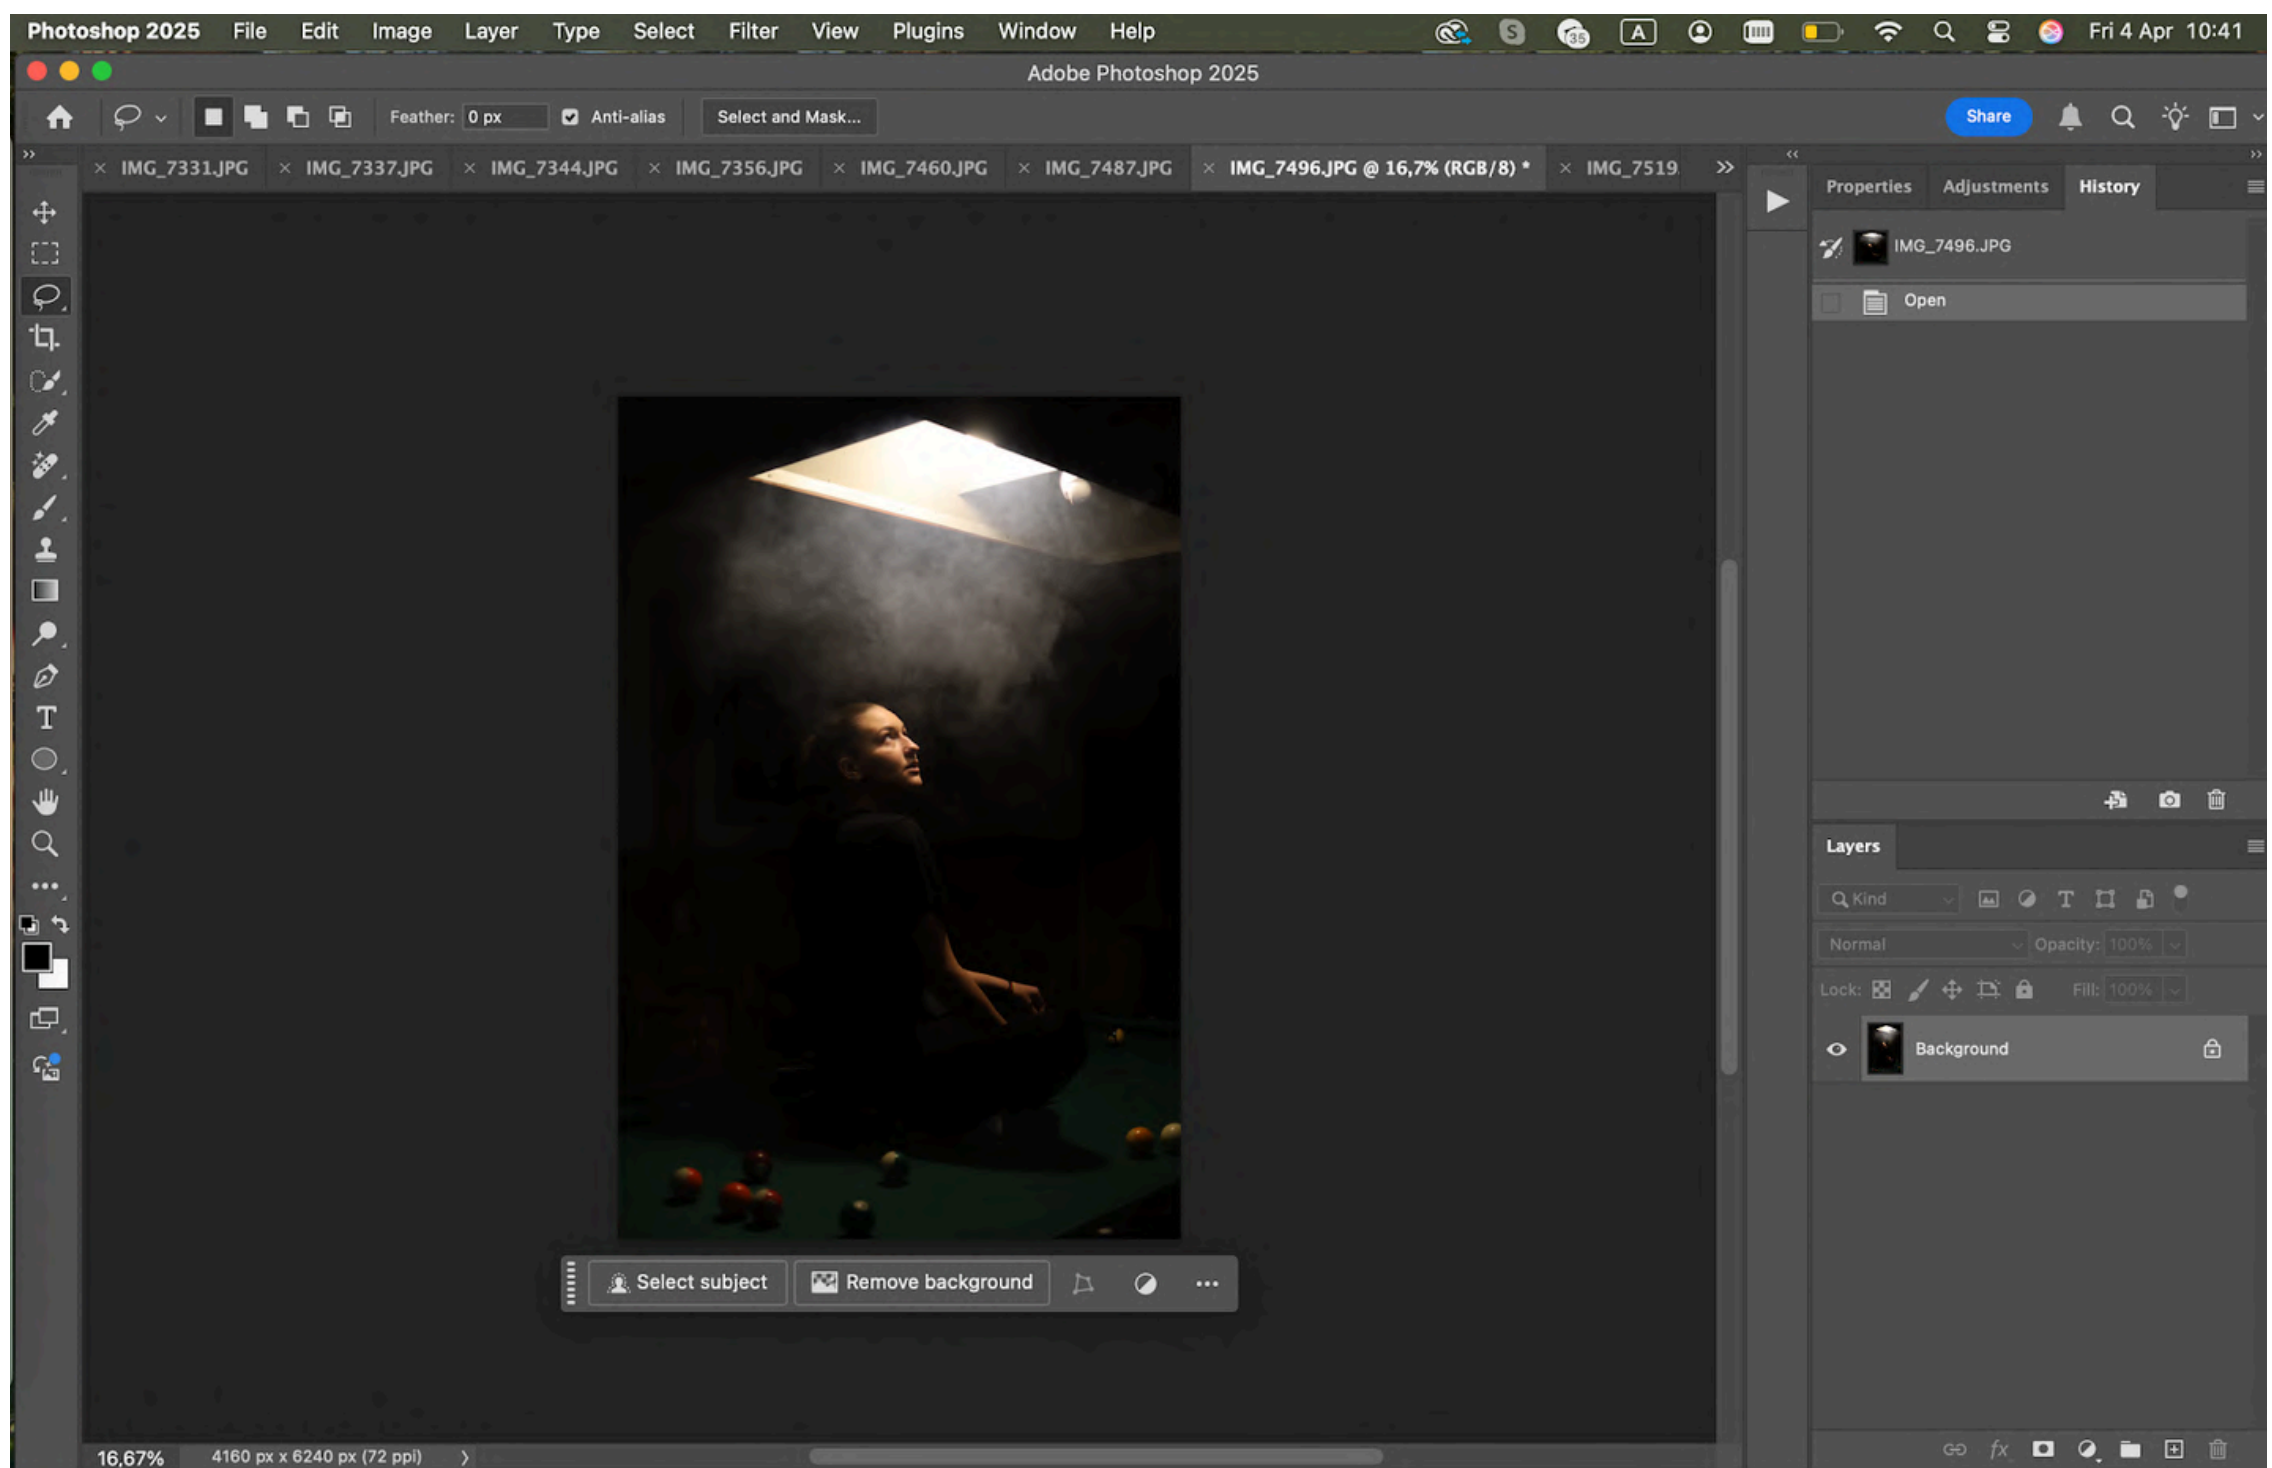 Photoshop 2025 File Edit Image Layer Type Select Filter View Plugins Window Help S 35 A Fri 4 Apr 10:41
Adobe Photoshop 2025
Feather: 0 px Anti-alias Select and Mask... Share
IMG_7331.JPG IMG_7337.JPG IMG_7344.JPG IMG_7356.JPG IMG_7460.JPG IMG_7487.JPG IMG_7496.JPG @ 16,7% (RGB/8) * IMG_7519.
Properties Adjustments History
IMG_7496.JPG
Open
Layers
Kind
Normal Opacity: 100%
Lock: Fill: 100%
Background
Select subject Remove background
16,67% 4160 px x 6240 px (72 ppi)